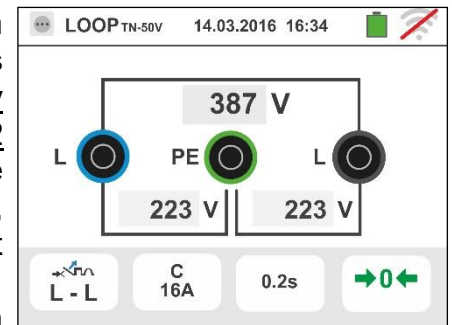 LOOP TN-50V 14.03.2016 16:34
387 V
L PE L
223 V 223 V
L - L
C
16A
0.2s
→0←